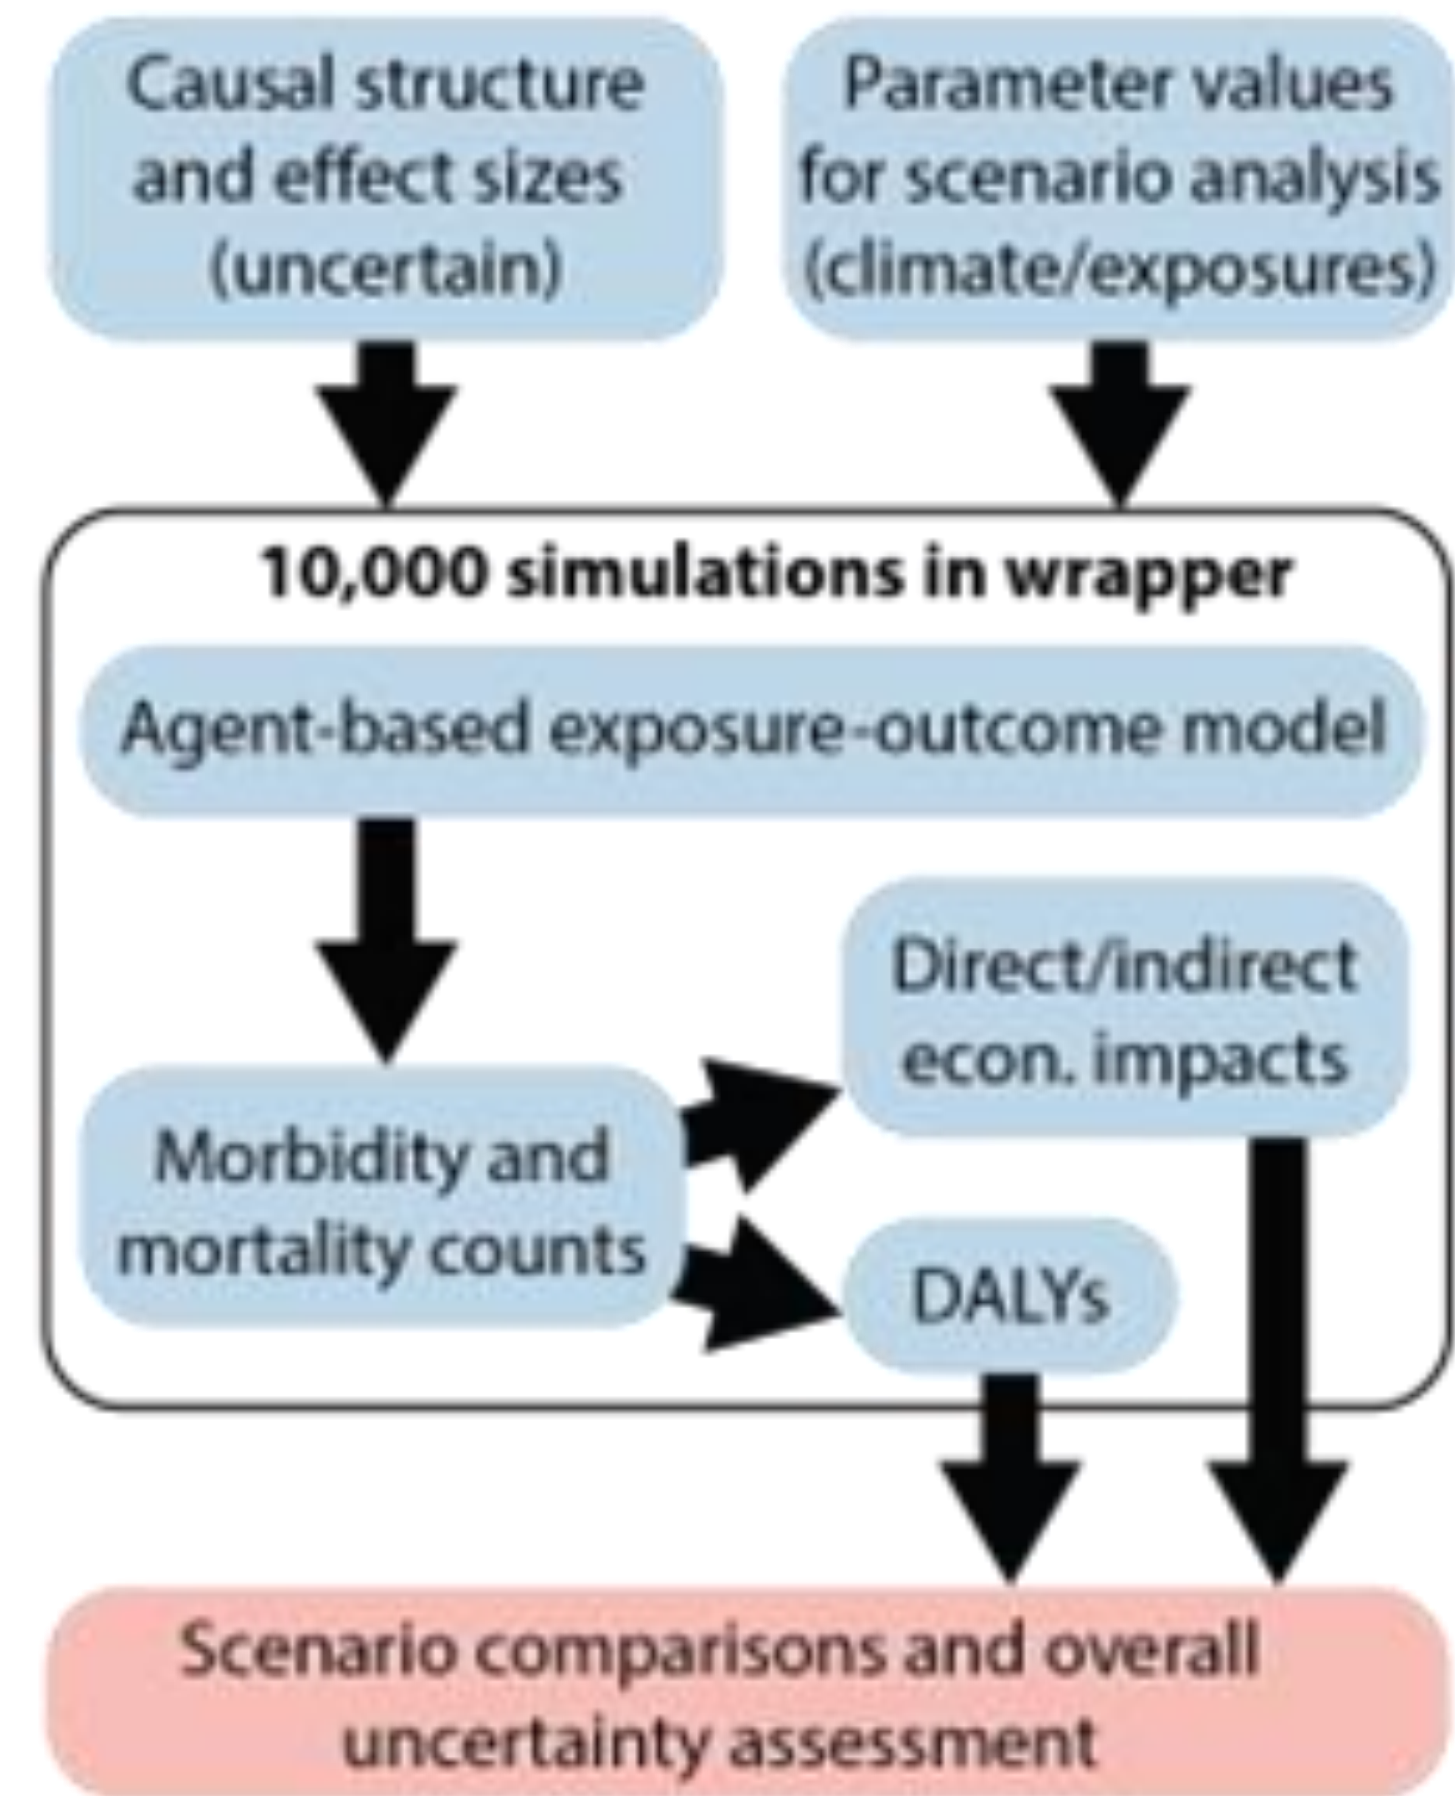 Causal structure
and effect sizes
(uncertain)
Parameter values
for scenario analysis
(climate/exposures)
10,000 simulations in wrapper
Agent-based exposure-outcome model
Direct/indirect
econ. impacts
Morbidity and
mortality counts
DALYs
Scenario comparisons and overall
uncertainty assessment